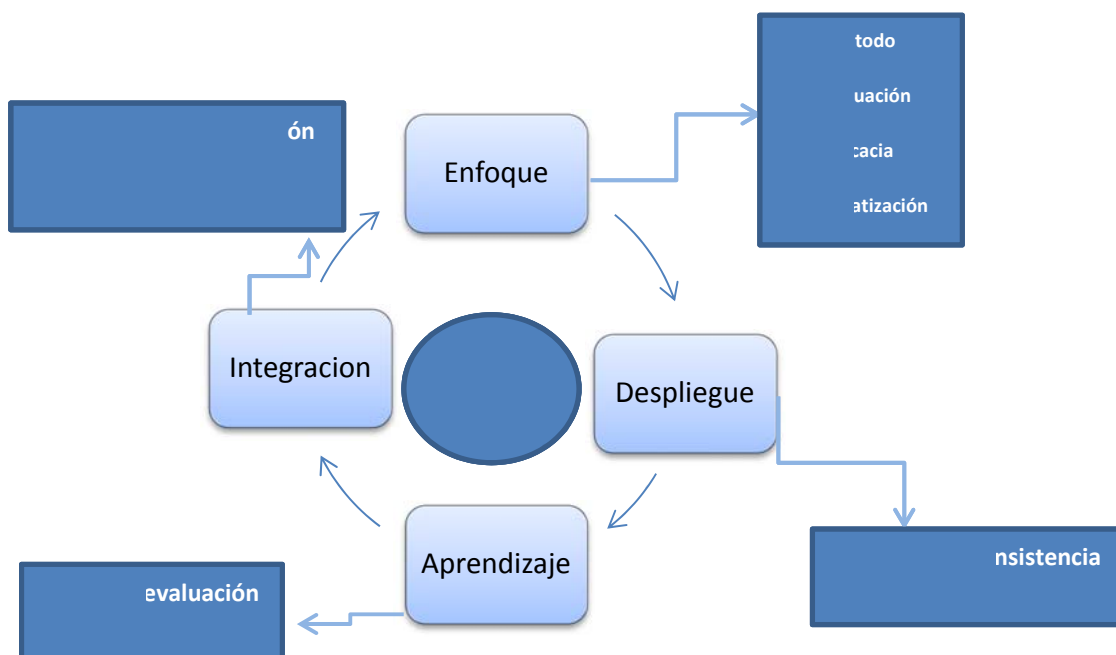 todo
uación
cacia
atización
ón
Enfoque
Integracion
Despliegue
Aprendizaje
nsistencia
evaluación